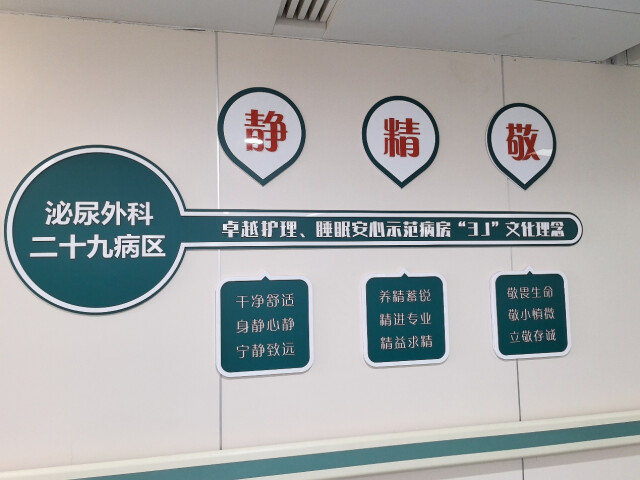 静
精
敬
泌尿外科
二十九病区
卓越护理、睡眠安心示范病房“3J”文化理念
干净舒适
身静心静
宁静致远
养精蓄锐
精进专业
精益求精
敬畏生命
敬小慎微
立敬存诚